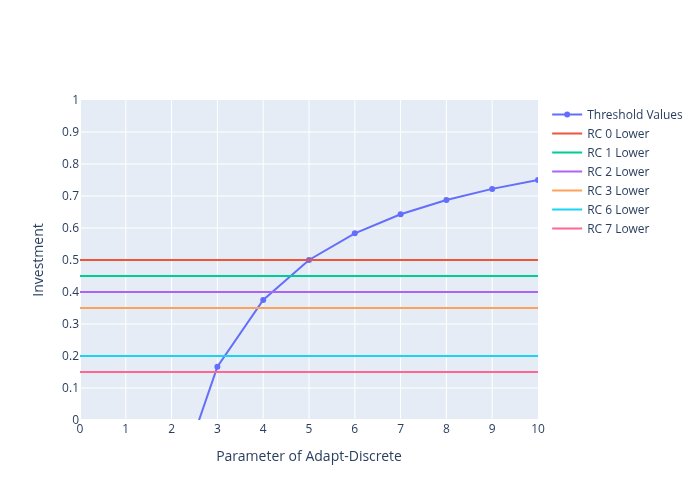 1
0.9
0.8
0.7
0.6
0.5
0.4
0.3
0.2
0.1
0
Investment
0 1 2 3 4 5 6 7 8 9 10
Parameter of Adapt-Discrete
Threshold Values
RC 0 Lower
RC 1 Lower
RC 2 Lower
RC 3 Lower
RC 6 Lower
RC 7 Lower